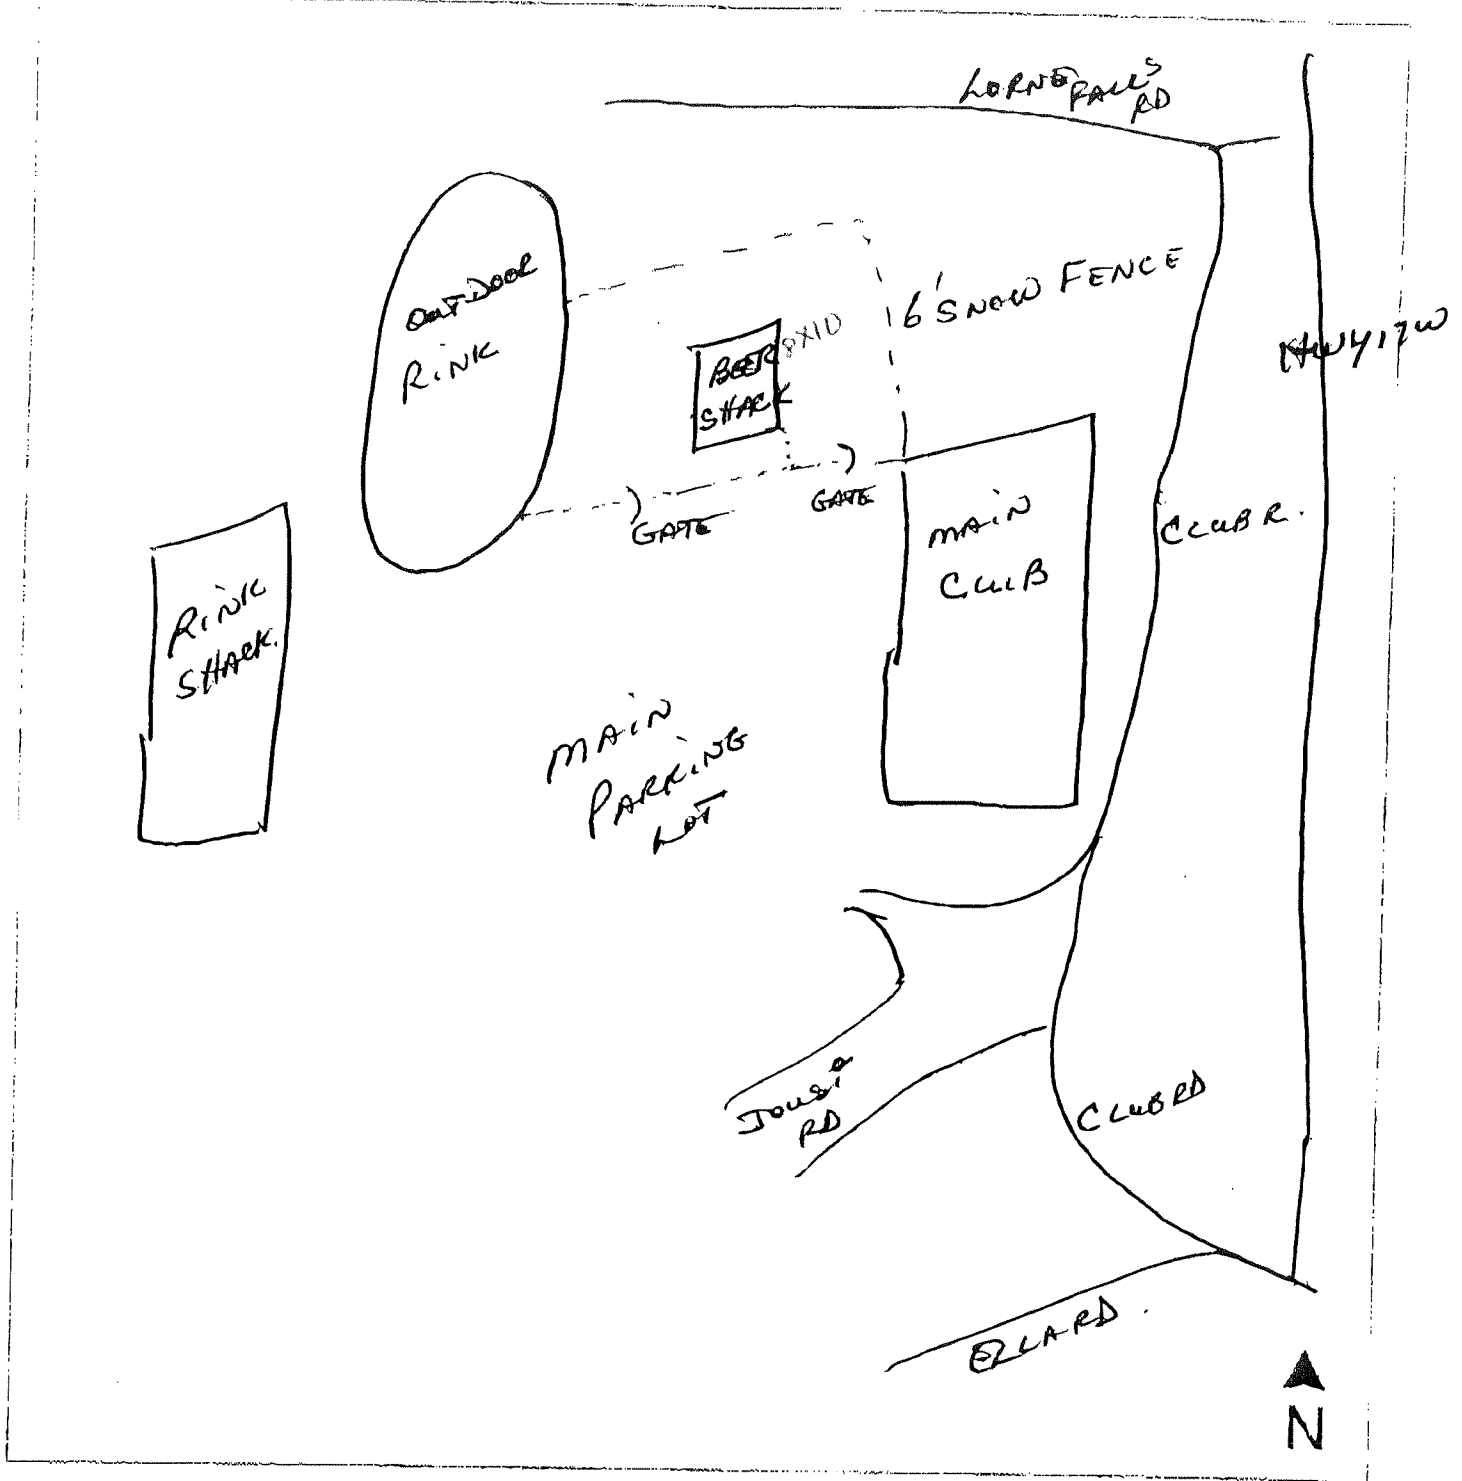 LORNE FALLS
RD
OUTDOOR
RINK
6' SNOW FENCE
HWY 17W
BEER 8X10
SHACK
GATE
GATE
MAIN
CLUB
CLUB R.
RINK
SHACK.
MAIN
PARKING
LOT
RD
CLUB RD
ELLA RD.
N